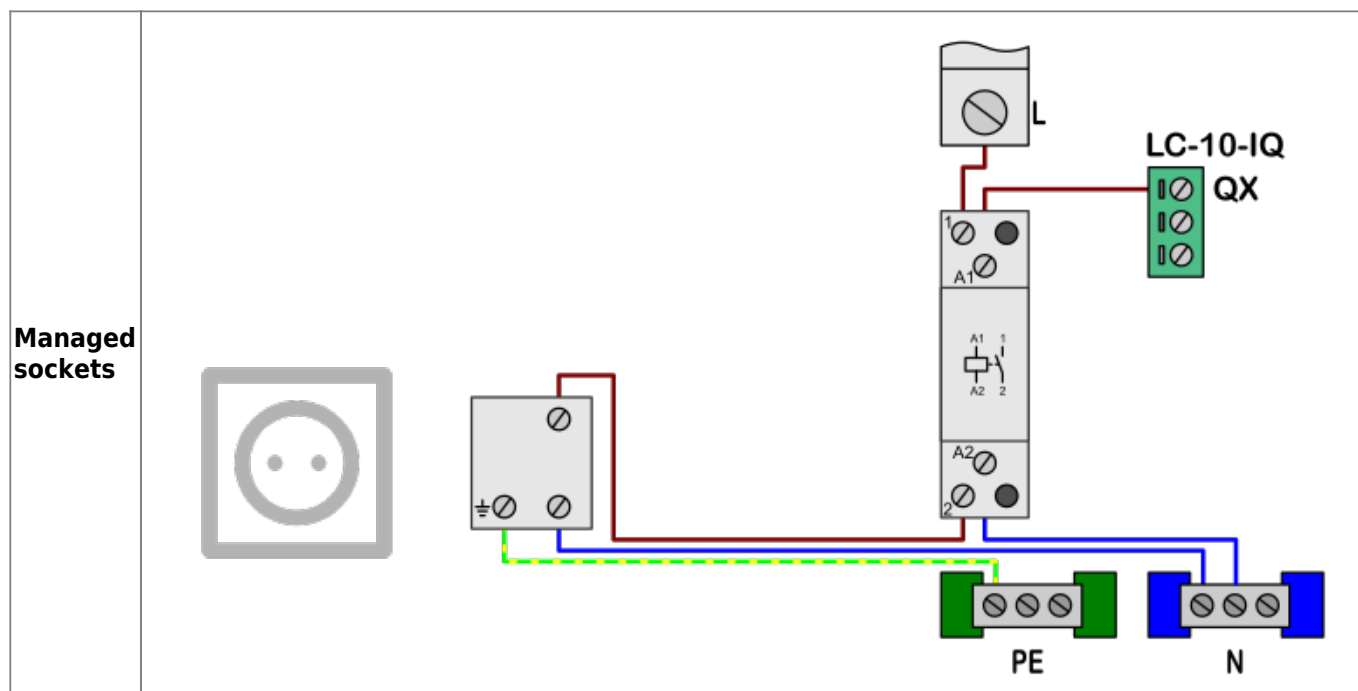 Managed
sockets
L
LC-10-IQ
QX
1
A1
A1 1
A2 2
A2
2
PE
N